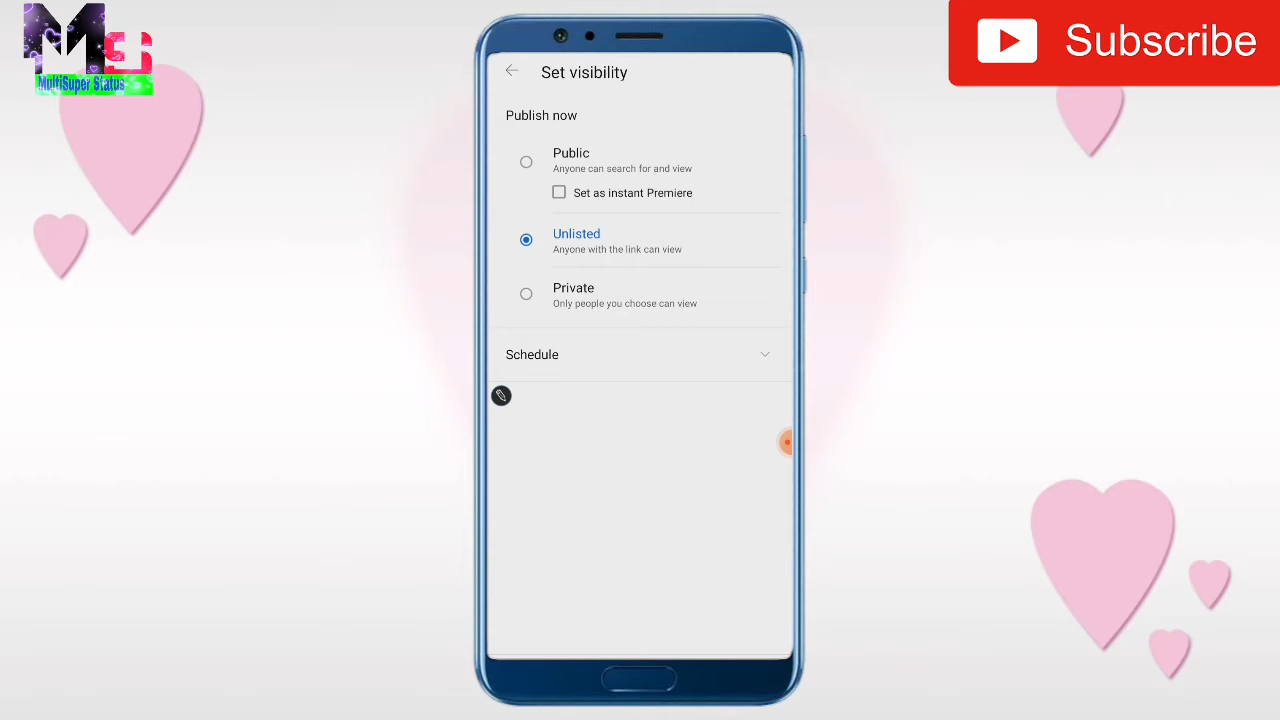 MS
MultiSuper Status
Subscribe
Set visibility
Publish now
Public
Anyone can search for and view
Set as instant Premiere
Unlisted
Anyone with the link can view
Private
Only people you choose can view
Schedule